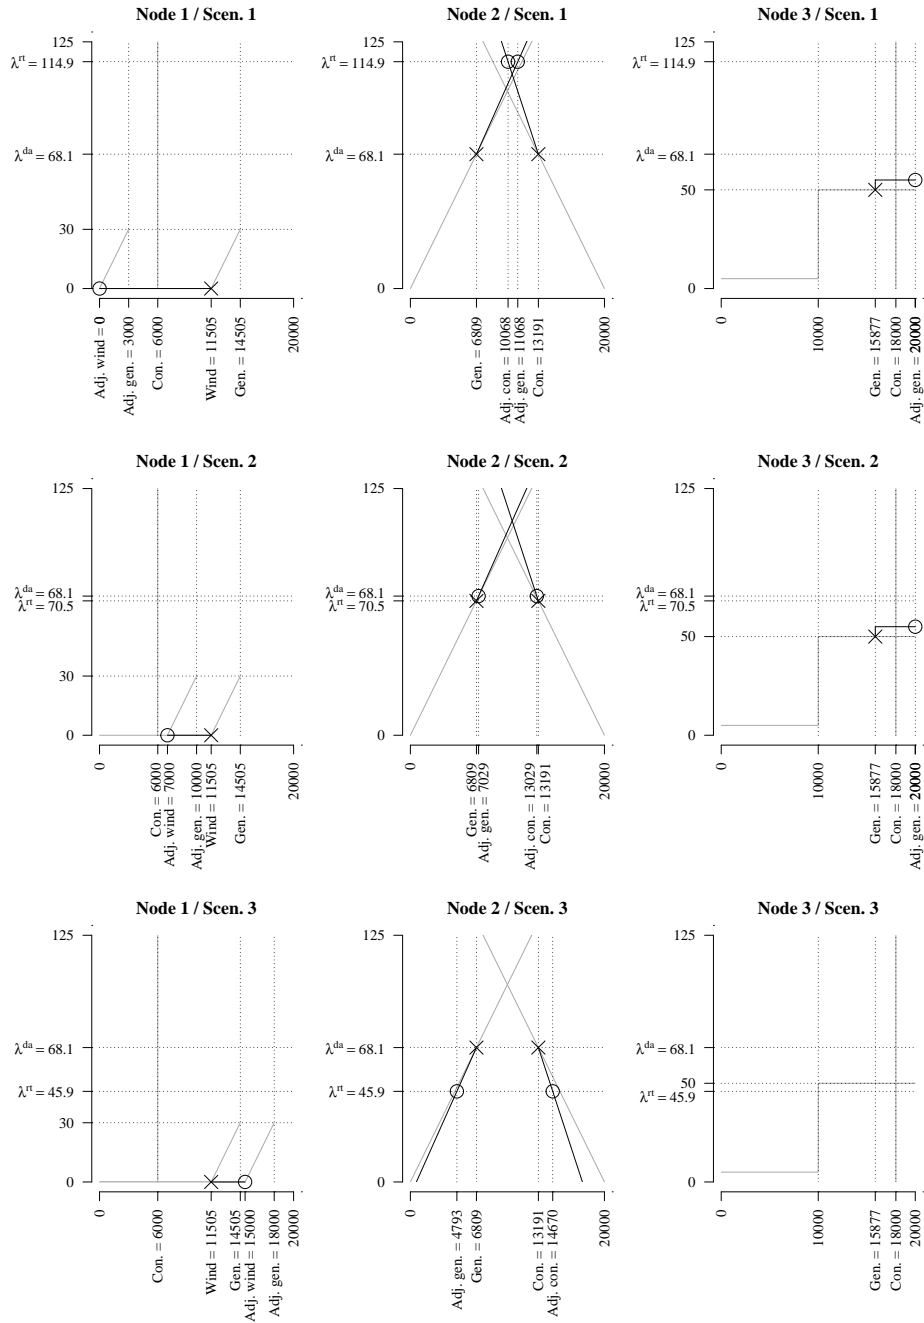 Node 1 / Scen. 1
125
λrt = 114.9
λda = 68.1
30
0
Adj. wind = 0
0
Adj. gen. = 3000
Con. = 6000
Wind = 11505
Gen. = 14505
20000
Node 2 / Scen. 1
125
λrt = 114.9
λda = 68.1
0
0
Gen. = 6809
Adj. con. = 10068
Adj. gen. = 11068
Con. = 13191
20000
Node 3 / Scen. 1
125
λrt = 114.9
λda = 68.1
50
0
0
10000
Gen. = 15877
Con. = 18000
20000
Adj. gen. = 20000
Node 1 / Scen. 2
125
λda = 68.1
λrt = 70.5
30
0
0
Con. = 6000
Adj. wind = 7000
Adj. gen. = 10000
Wind = 11505
Gen. = 14505
20000
Node 2 / Scen. 2
125
λda = 68.1
λrt = 70.5
0
0
Gen. = 6809
Adj. gen. = 7029
Adj. con. = 13029
Con. = 13191
20000
Node 3 / Scen. 2
125
λda = 68.1
λrt = 70.5
50
0
0
10000
Gen. = 15877
Con. = 18000
20000
Adj. gen. = 20000
Node 1 / Scen. 3
125
λda = 68.1
λrt = 45.9
30
0
0
Con. = 6000
Wind = 11505
Gen. = 14505
Adj. wind = 15000
Adj. gen. = 18000
20000
Node 2 / Scen. 3
125
λda = 68.1
λrt = 45.9
0
0
Adj. gen. = 4793
Gen. = 6809
Con. = 13191
Adj. con. = 14670
20000
Node 3 / Scen. 3
125
λda = 68.1
50
λrt = 45.9
0
0
10000
Gen. = 15877
Con. = 18000
20000